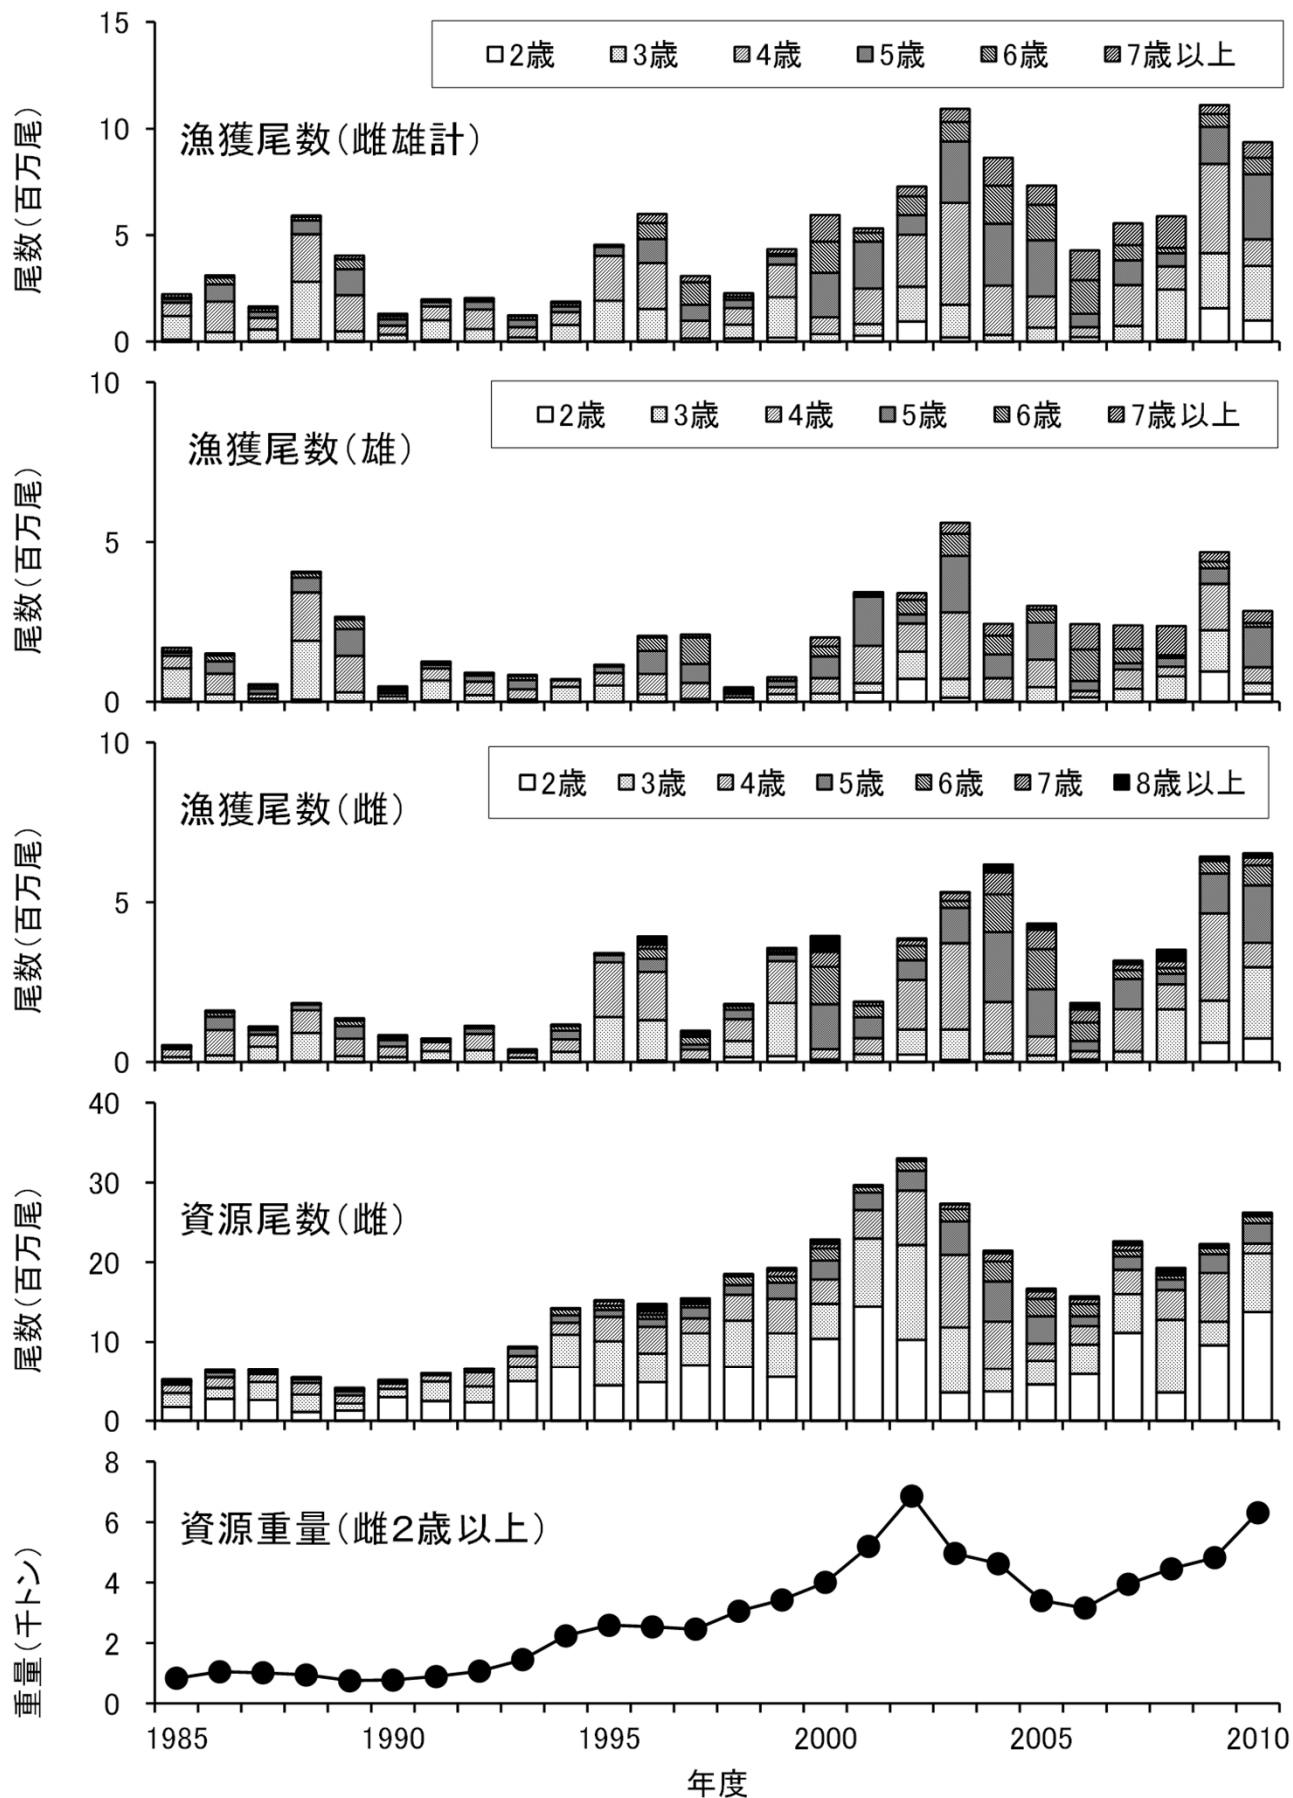 15
10
5
0
尾数(百万尾)
漁獲尾数(雌雄計)
2歳 3歳 4歳 5歳 6歳 7歳以上
10
5
0
尾数(百万尾)
漁獲尾数(雄)
2歳 3歳 4歳 5歳 6歳 7歳以上
10
5
0
尾数(百万尾)
漁獲尾数(雌)
2歳 3歳 4歳 5歳 6歳 7歳 8歳以上
40
30
20
10
0
尾数(百万尾)
資源尾数(雌)
8
6
4
2
0
重量(千トン)
資源重量(雌2歳以上)
1985 1990 1995 2000 2005 2010
年度